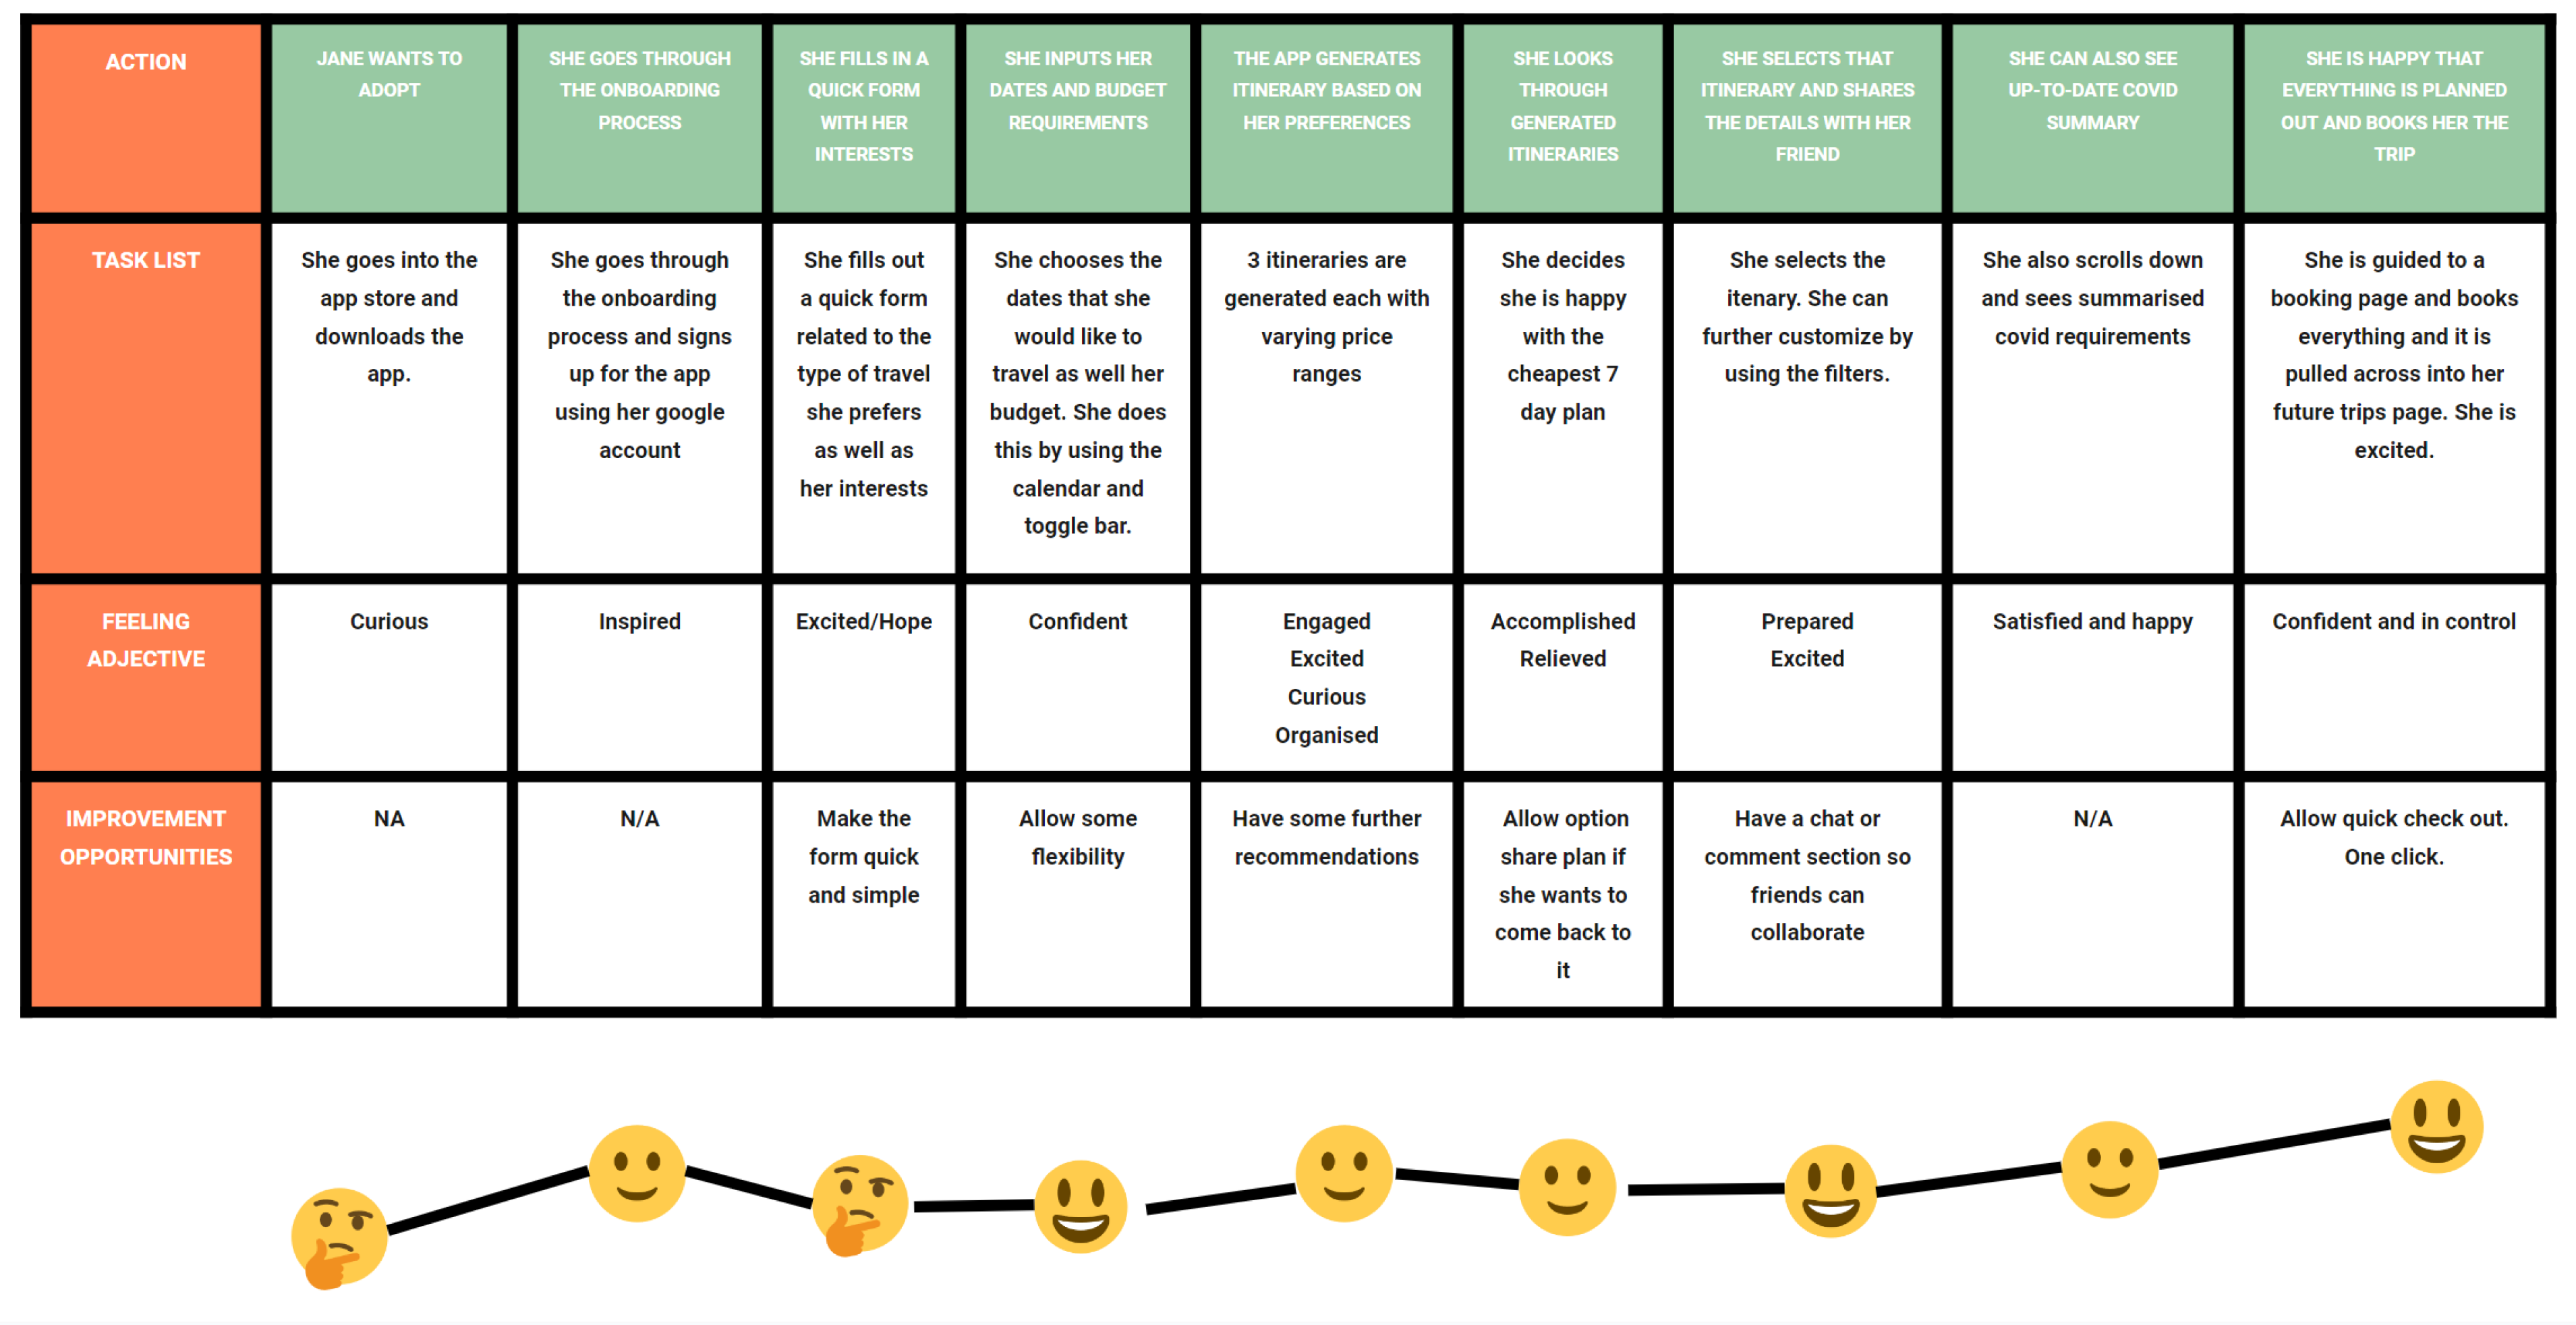 ACTION
JANE WANTS TO
ADOPT
SHE GOES THROUGH
THE ONBOARDING
PROCESS
SHE FILLS IN A
QUICK FORM
WITH HER
INTERESTS
SHE INPUTS HER
DATES AND BUDGET
REQUIREMENTS
THE APP GENERATES
ITINERARY BASED ON
HER PREFERENCES
SHE LOOKS
THROUGH
GENERATED
ITINERARIES
SHE SELECTS THAT
ITINERARY AND SHARES
THE DETAILS WITH HER
FRIEND
SHE CAN ALSO SEE
UP-TO-DATE COVID
SUMMARY
SHE IS HAPPY THAT
EVERYTHING IS PLANNED
OUT AND BOOKS HER THE
TRIP
TASK LIST
She goes into the
app store and
downloads the
app.
She goes through
the onboarding
process and signs
up for the app
using her google
account
She fills out
a quick form
related to the
type of travel
she prefers
as well as
her interests
She chooses the
dates that she
would like to
travel as well her
budget. She does
this by using the
calendar and
toggle bar.
3 itineraries are
generated each with
varying price
ranges
She decides
she is happy
with the
cheapest 7
day plan
She selects the
itenary. She can
further customize by
using the filters.
She also scrolls down
and sees summarised
covid requirements
She is guided to a
booking page and books
everything and it is
pulled across into her
future trips page. She is
excited.
FEELING
ADJECTIVE
Curious
Inspired
Excited/Hope
Confident
Engaged
Excited
Curious
Organised
Accomplished
Relieved
Prepared
Excited
Satisfied and happy
Confident and in control
IMPROVEMENT
OPPORTUNITIES
NA
N/A
Make the
form quick
and simple
Allow some
flexibility
Have some further
recommendations
Allow option
share plan if
she wants to
come back to
it
Have a chat or
comment section so
friends can
collaborate
N/A
Allow quick check out.
One click.